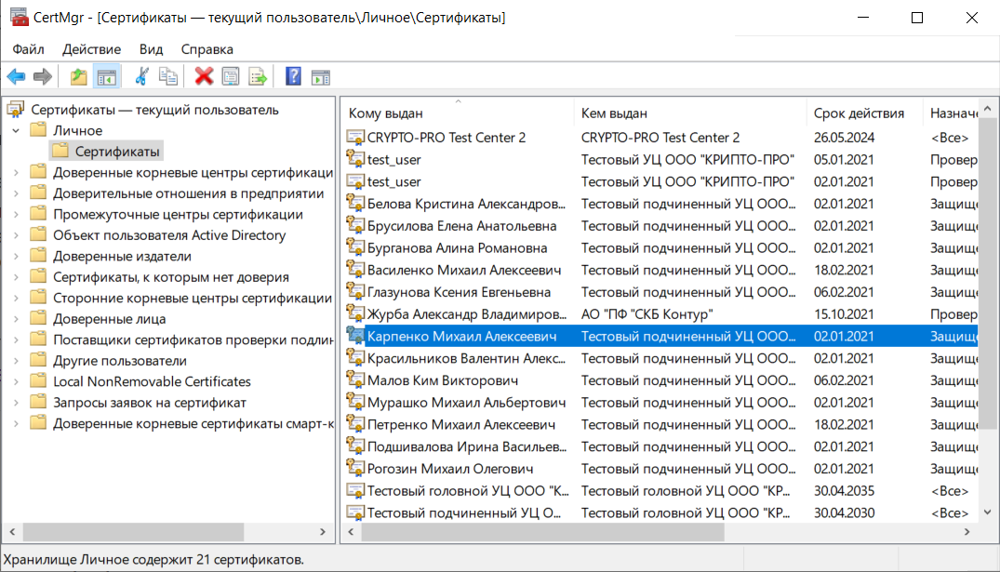 CertMgr - [Сертификаты — текущий пользователь\Личное\Сертификаты]
Файл Действие Вид Справка
Сертификаты — текущий пользователь
Личное
Сертификаты
Доверенные корневые центры сертификаци
Доверительные отношения в предприятии
Промежуточные центры сертификации
Объект пользователя Active Directory
Доверенные издатели
Сертификаты, к которым нет доверия
Сторонние корневые центры сертификации
Доверенные лица
Поставщики сертификатов проверки подлин
Другие пользователи
Local NonRemovable Certificates
Запросы заявок на сертификат
Доверенные корневые сертификаты смарт-к
Кому выдан Кем выдан Срок действия Назначе
CRYPTO-PRO Test Center 2 CRYPTO-PRO Test Center 2 26.05.2024 <Все>
test_user Тестовый УЦ ООО "КРИПТО-ПРО" 05.01.2021 Провер
test_user Тестовый УЦ ООО "КРИПТО-ПРО" 02.01.2021 Провер
Белова Кристина Александров... Тестовый подчиненный УЦ ООО... 02.01.2021 Защище
Брусилова Елена Анатольевна Тестовый подчиненный УЦ ООО... 02.01.2021 Защище
Бурганова Алина Романовна Тестовый подчиненный УЦ ООО... 02.01.2021 Защище
Василенко Михаил Алексеевич Тестовый подчиненный УЦ ООО... 18.02.2021 Защище
Глазунова Ксения Евгеньевна Тестовый подчиненный УЦ ООО... 06.02.2021 Защище
Журба Александр Владимиров... АО "ПФ "СКБ Контур" 15.10.2021 Провер
Карпенко Михаил Алексеевич Тестовый подчиненный УЦ ООО... 02.01.2021 Защище
Красильников Валентин Алекс... Тестовый подчиненный УЦ ООО... 02.01.2021 Защище
Малов Ким Викторович Тестовый подчиненный УЦ ООО... 06.02.2021 Защище
Мурашко Михаил Альбертович Тестовый подчиненный УЦ ООО... 02.01.2021 Защище
Петренко Михаил Алексеевич Тестовый подчиненный УЦ ООО... 18.02.2021 Защище
Подшивалова Ирина Васильев... Тестовый подчиненный УЦ ООО... 02.01.2021 Защище
Рогозин Михаил Олегович Тестовый подчиненный УЦ ООО... 02.01.2021 Защище
Тестовый головной УЦ ООО "К... Тестовый головной УЦ ООО "КР... 30.04.2035 <Все>
Тестовый подчиненный УЦ О... Тестовый головной УЦ ООО "КР... 30.04.2030 <Все>
Хранилище Личное содержит 21 сертификатов.